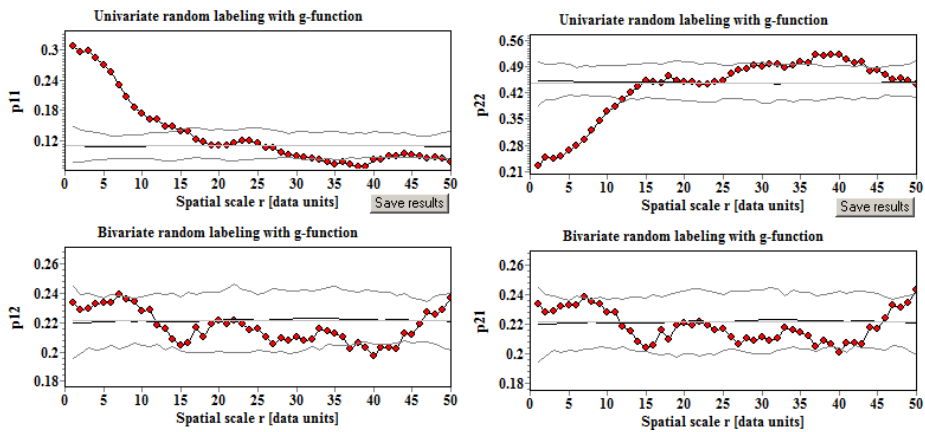 Univariate random labeling with g-function
p11
0.3
0.24
0.18
0.12
0 5 10 15 20 25 30 35 40 45 50
Spatial scale r [data units]
Save results
Univariate random labeling with g-function
p22
0.56
0.49
0.42
0.35
0.28
0.21
0 5 10 15 20 25 30 35 40 45 50
Spatial scale r [data units]
Save results
Bivariate random labeling with g-function
p12
0.26
0.24
0.22
0.2
0.18
0 5 10 15 20 25 30 35 40 45 50
Spatial scale r [data units]
Bivariate random labeling with g-function
p21
0.26
0.24
0.22
0.2
0.18
0 5 10 15 20 25 30 35 40 45 50
Spatial scale r [data units]